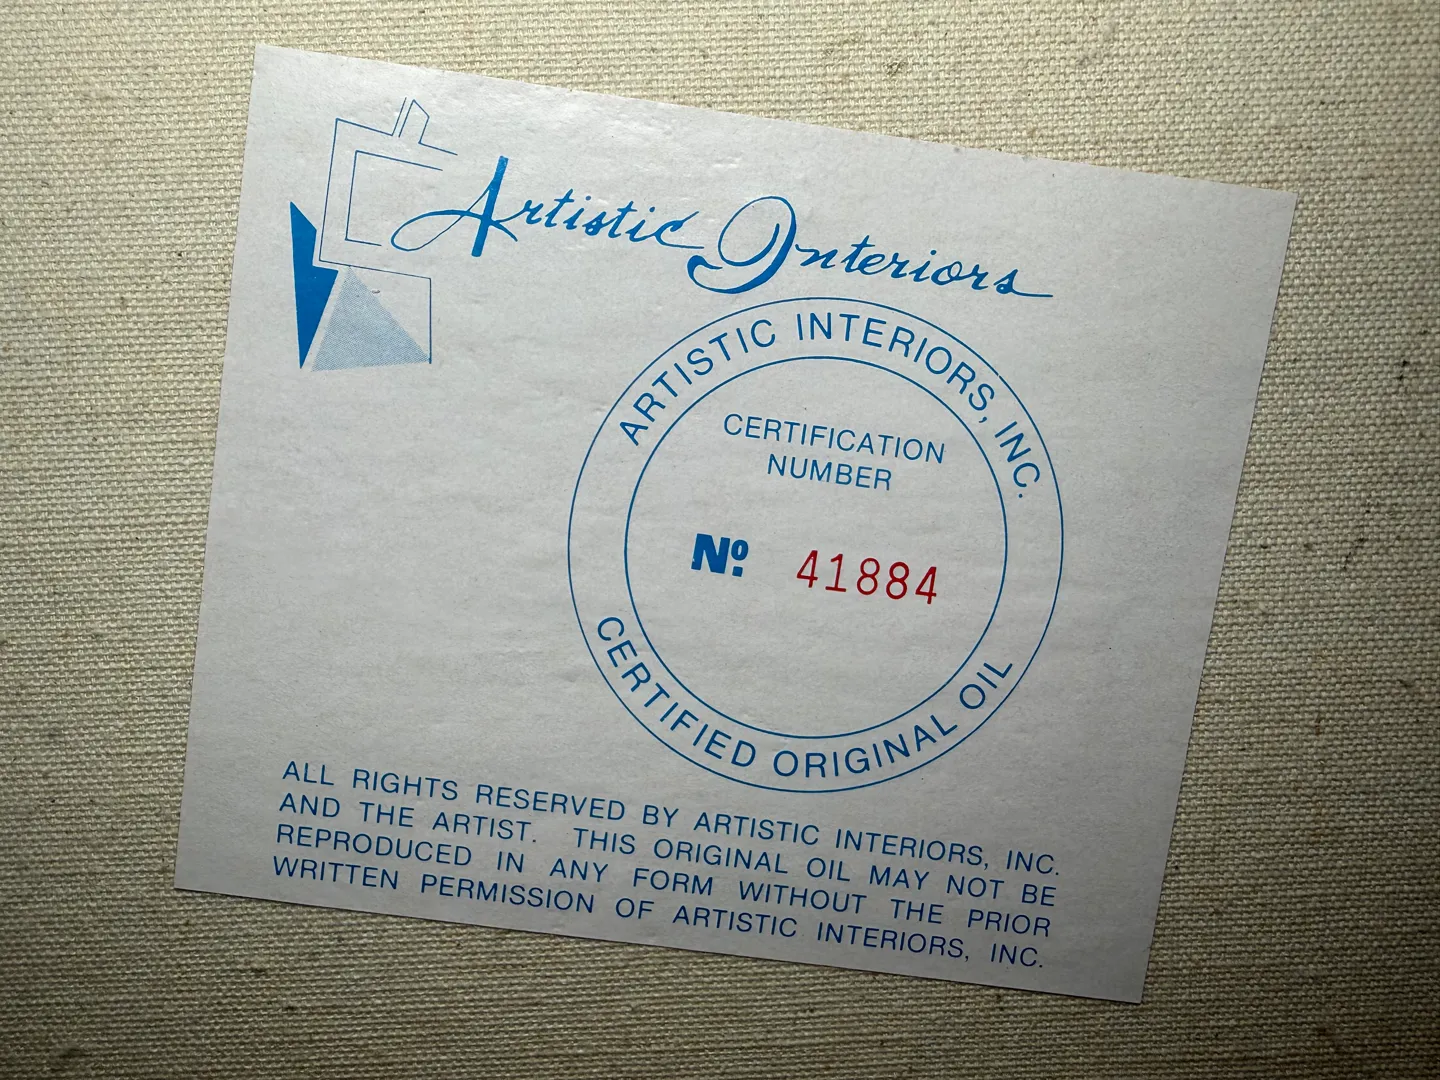 Artistic Interiors
ARTISTIC INTERIORS, INC.
CERTIFICATION
NUMBER
Nº 41884
CERTIFIED ORIGINAL OIL
ALL RIGHTS RESERVED BY ARTISTIC INTERIORS, INC.
AND THE ARTIST. THIS ORIGINAL OIL MAY NOT BE
REPRODUCED IN ANY FORM WITHOUT THE PRIOR
WRITTEN PERMISSION OF ARTISTIC INTERIORS, INC.